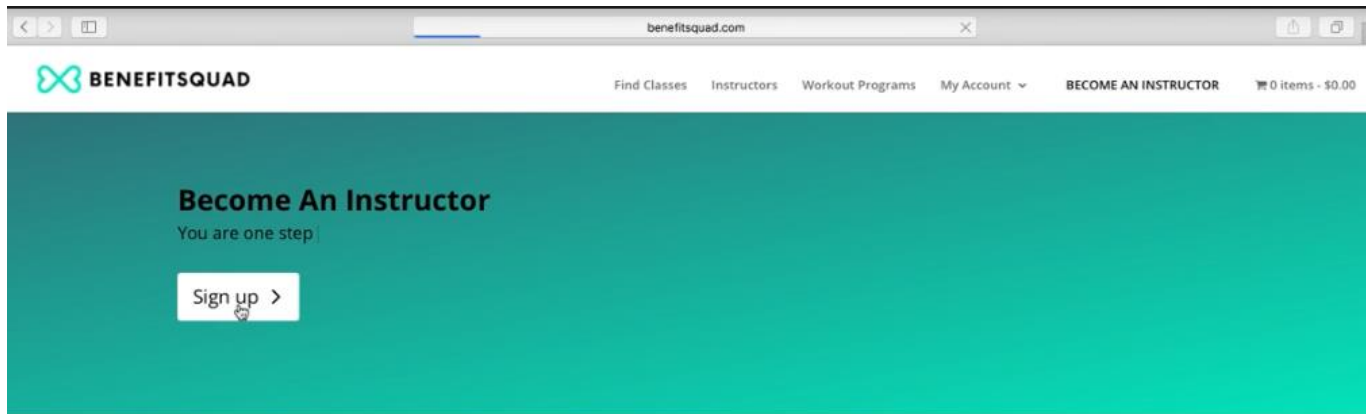 benefitsquad.com
BENEFITSQUAD
Find Classes Instructors Workout Programs My Account BECOME AN INSTRUCTOR 0 items - $0.00
Become An Instructor
You are one step
Sign up